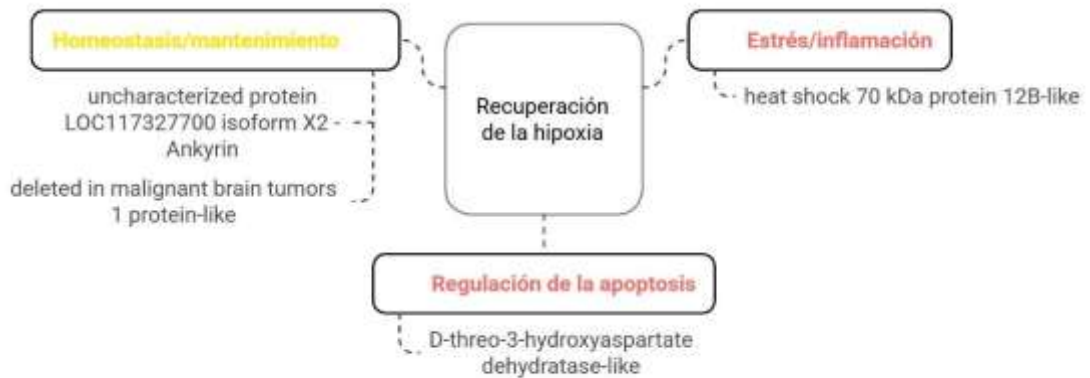 Homeostasis/mantenimiento
uncharacterized protein
LOC117327700 isoform X2
Ankyrin
deleted in malignant brain tumors
1 protein-like
Recuperación
de la hipoxia
Estrés/inflamación
heat shock 70 kDa protein 12B-like
Regulación de la apoptosis
D-threo-3-hydroxyaspartate
dehydratase-like